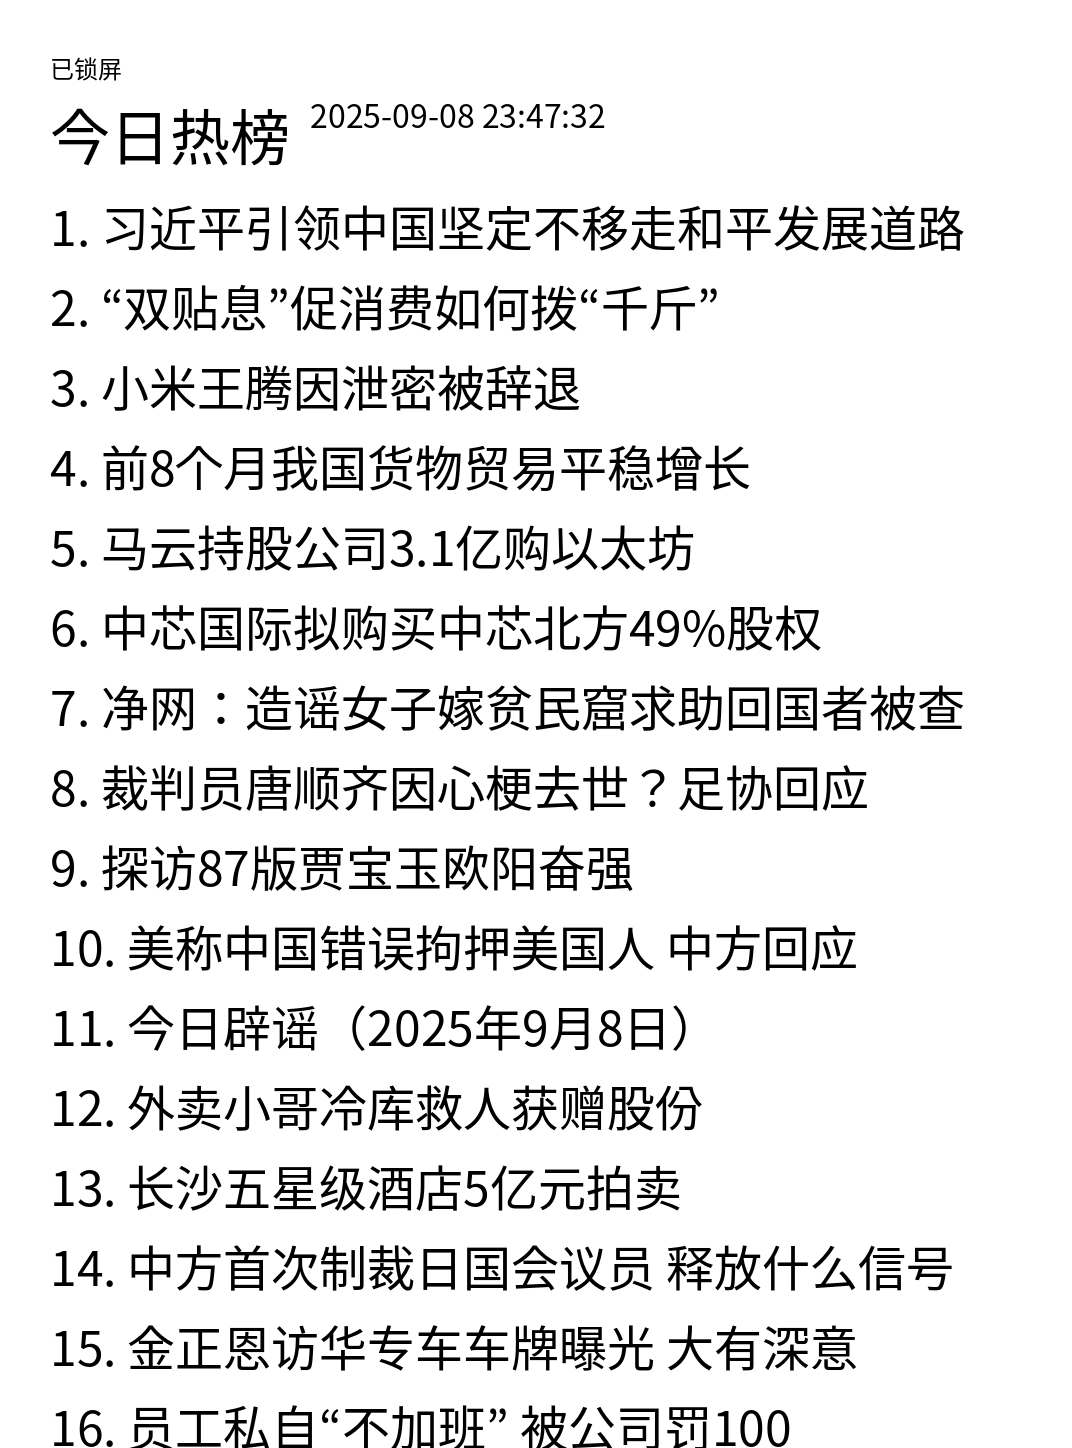 已锁屏
今日热榜 2025-09-08 23:47:32
1. 习近平引领中国坚定不移走和平发展道路
2. “双贴息”促消费如何拨“千斤”
3. 小米王腾因泄密被辞退
4. 前8个月我国货物贸易平稳增长
5. 马云持股公司3.1亿购以太坊
6. 中芯国际拟购买中芯北方49%股权
7. 净网：造谣女子嫁贫民窟求助回国者被查
8. 裁判员唐顺齐因心梗去世？足协回应
9. 探访87版贾宝玉欧阳奋强
10. 美称中国错误拘押美国人 中方回应
11. 今日辟谣（2025年9月8日）
12. 外卖小哥冷库救人获赠股份
13. 长沙五星级酒店5亿元拍卖
14. 中方首次制裁日国会议员 释放什么信号
15. 金正恩访华专车车牌曝光 大有深意
16. 员工私自“不加班” 被公司罚100